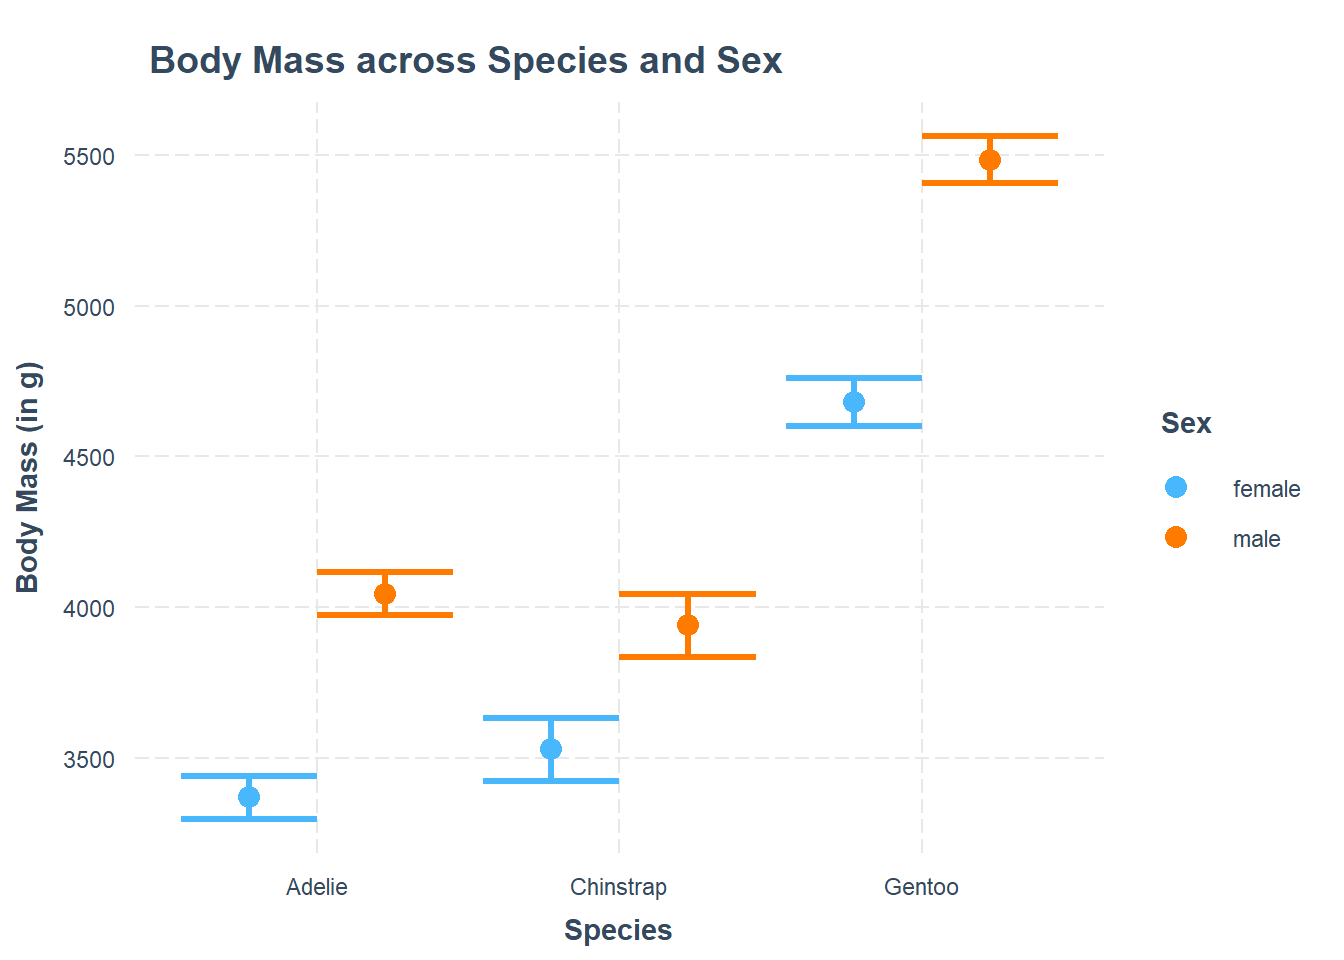 Body Mass across Species and Sex
Body Mass (in g)
5500
5000
4500
4000
3500
Adelie Chinstrap Gentoo
Species
Sex
female
male